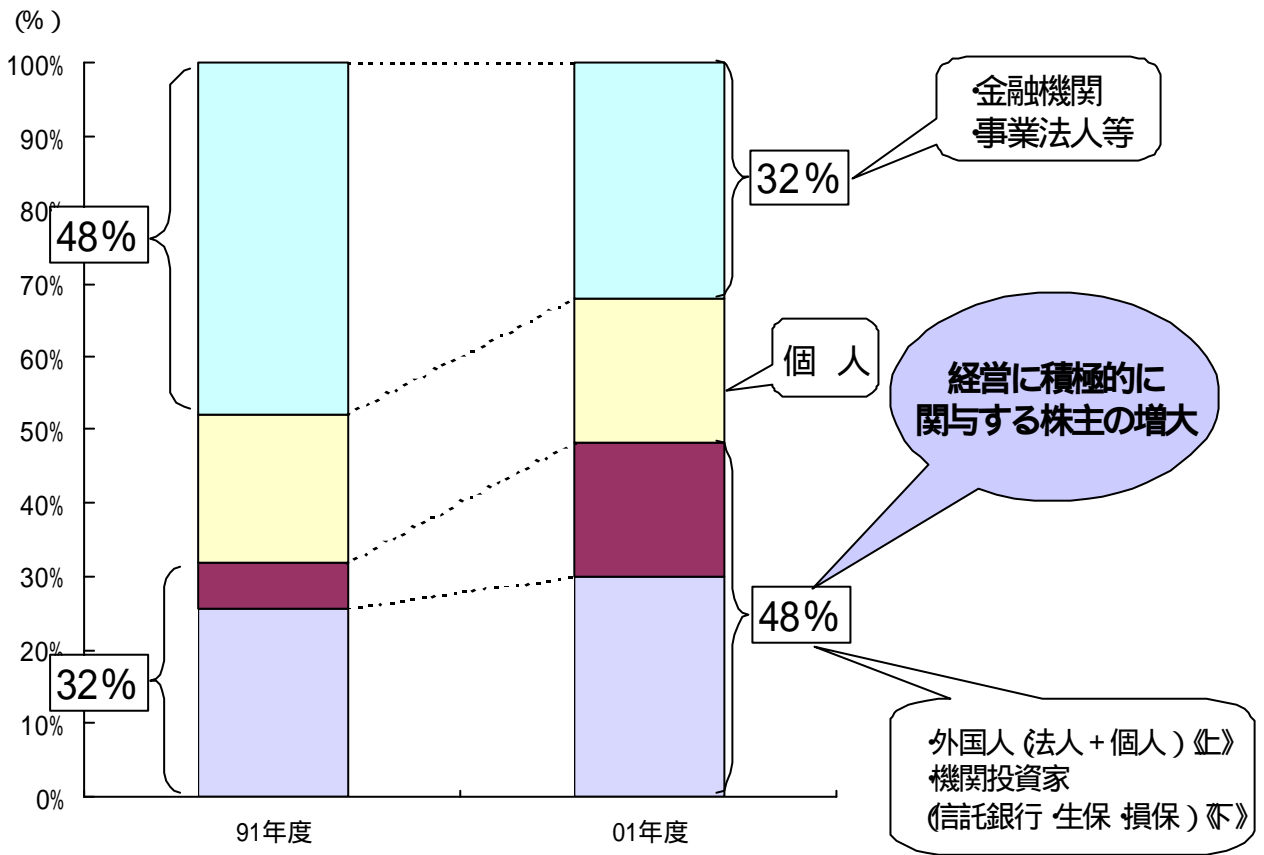 (%)
100%
90%
80%
70%
60%
50%
40%
30%
20%
10%
0%
48%
32%
91年度
01年度
32%
48%
・金融機関
・事業法人等
個 人
経営に積極的に
関与する株主の増大
・外国人(法人+個人)《上》
・機関投資家
(信託銀行・生保・損保)《下》